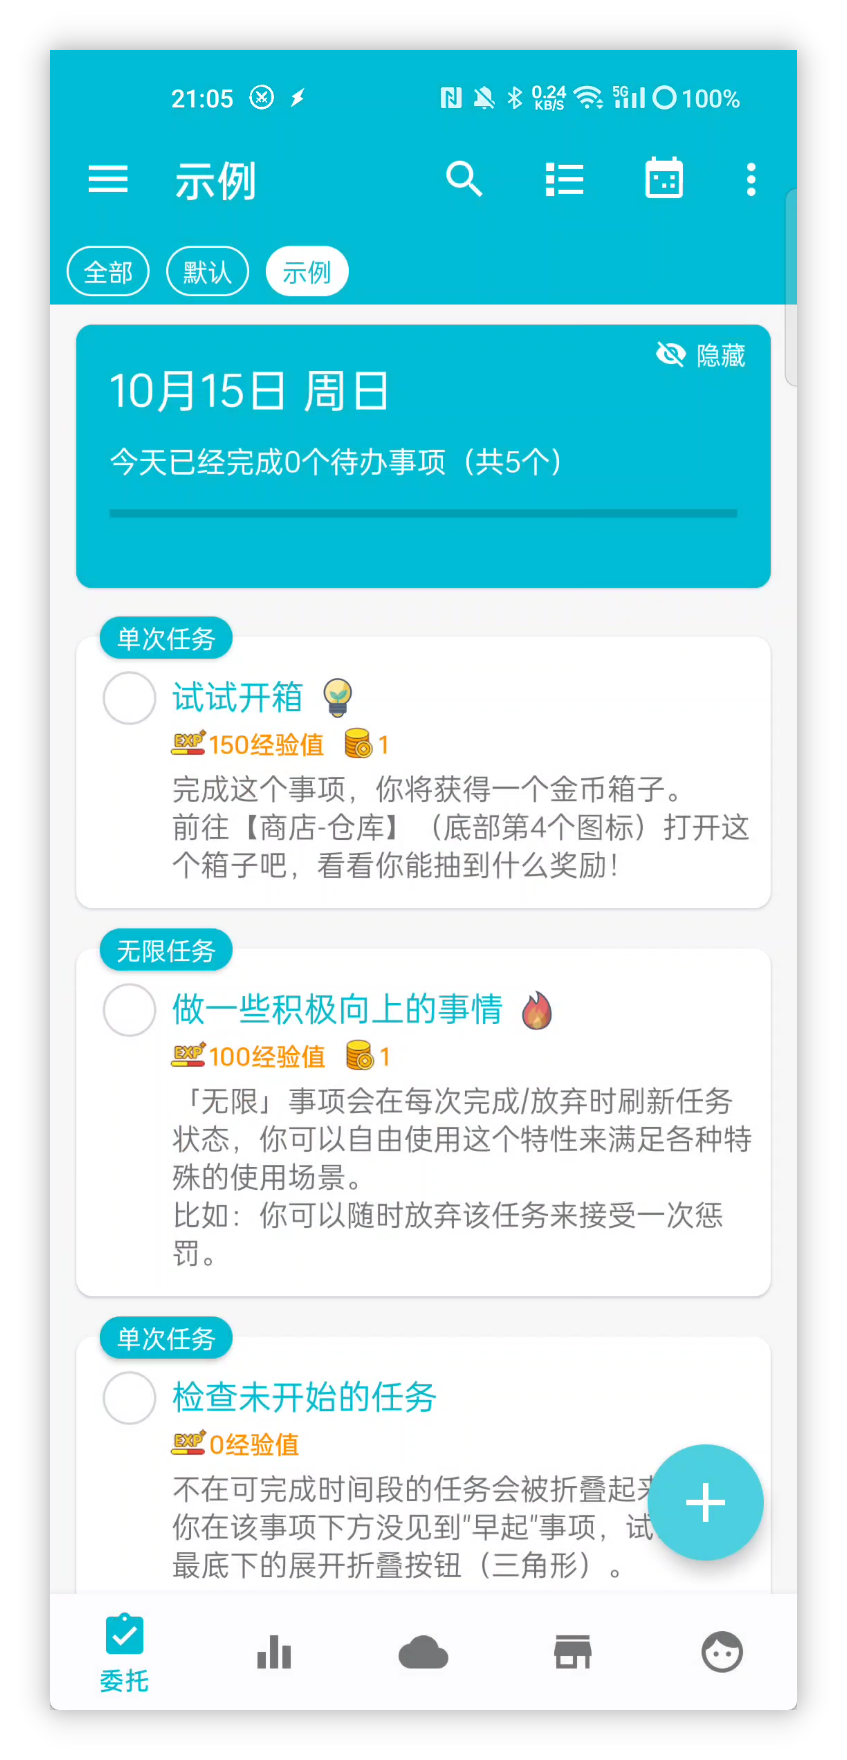 21:05 0.24 KB/S 5G 100%
示例
全部 默认 示例
隐藏
10月15日 周日
今天已经完成0个待办事项（共5个）
单次任务
试试开箱
EXP 150经验值 1
完成这个事项，你将获得一个金币箱子。
前往【商店-仓库】（底部第4个图标）打开这
个箱子吧，看看你能抽到什么奖励！
无限任务
做一些积极向上的事情
EXP 100经验值 1
「无限」事项会在每次完成/放弃时刷新任务
状态，你可以自由使用这个特性来满足各种特
殊的使用场景。
比如：你可以随时放弃该任务来接受一次惩
罚。
单次任务
检查未开始的任务
EXP 0经验值
不在可完成时间段的任务会被折叠起来
你在该事项下方没见到"早起"事项，试
最底下的展开折叠按钮（三角形）。
委托